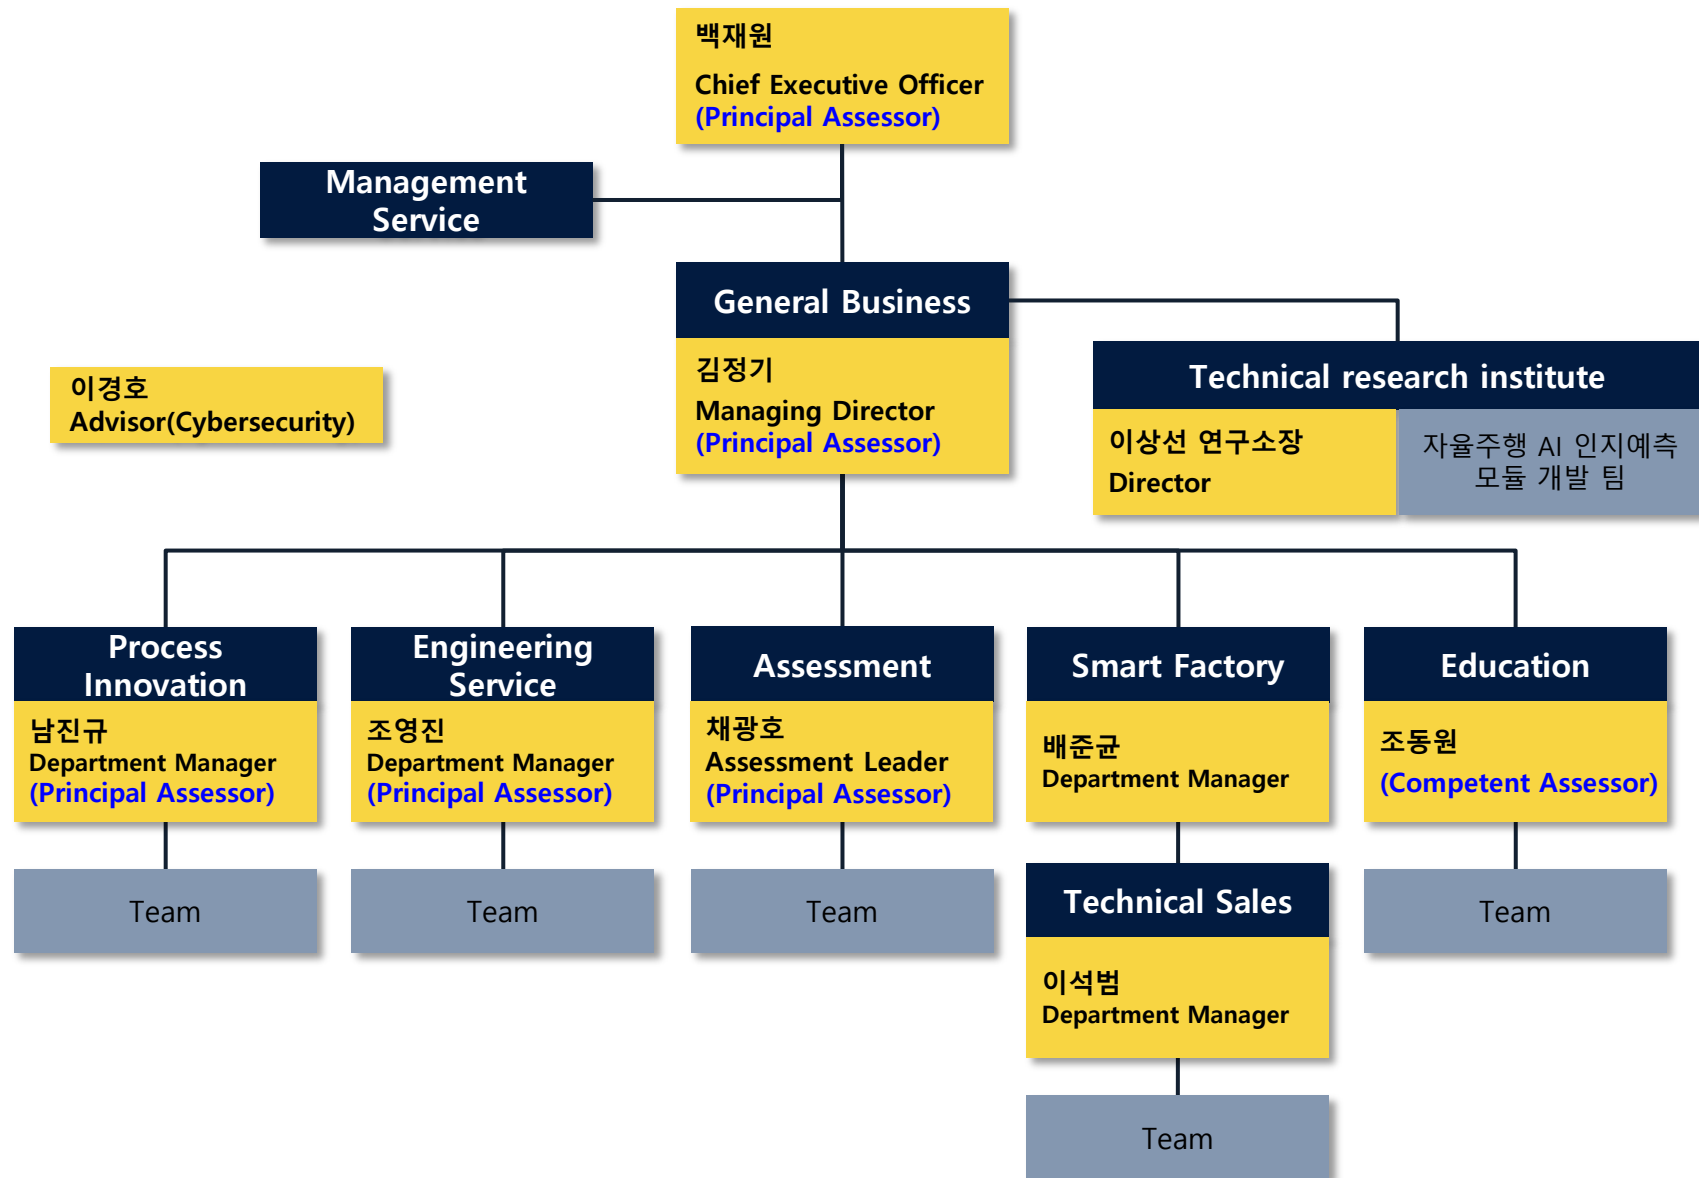 백재원
Chief Executive Officer
(Principal Assessor)
Management
Service
General Business
김정기
Managing Director
(Principal Assessor)
이경호
Advisor(Cybersecurity)
Technical research institute
이상선 연구소장
Director
자율주행 AI 인지예측
모듈 개발 팀
Process
Innovation
남진규
Department Manager
(Principal Assessor)
Team
Engineering
Service
조영진
Department Manager
(Principal Assessor)
Team
Assessment
채광호
Assessment Leader
(Principal Assessor)
Team
Smart Factory
배준균
Department Manager
Technical Sales
이석범
Department Manager
Team
Education
조동원
(Competent Assessor)
Team